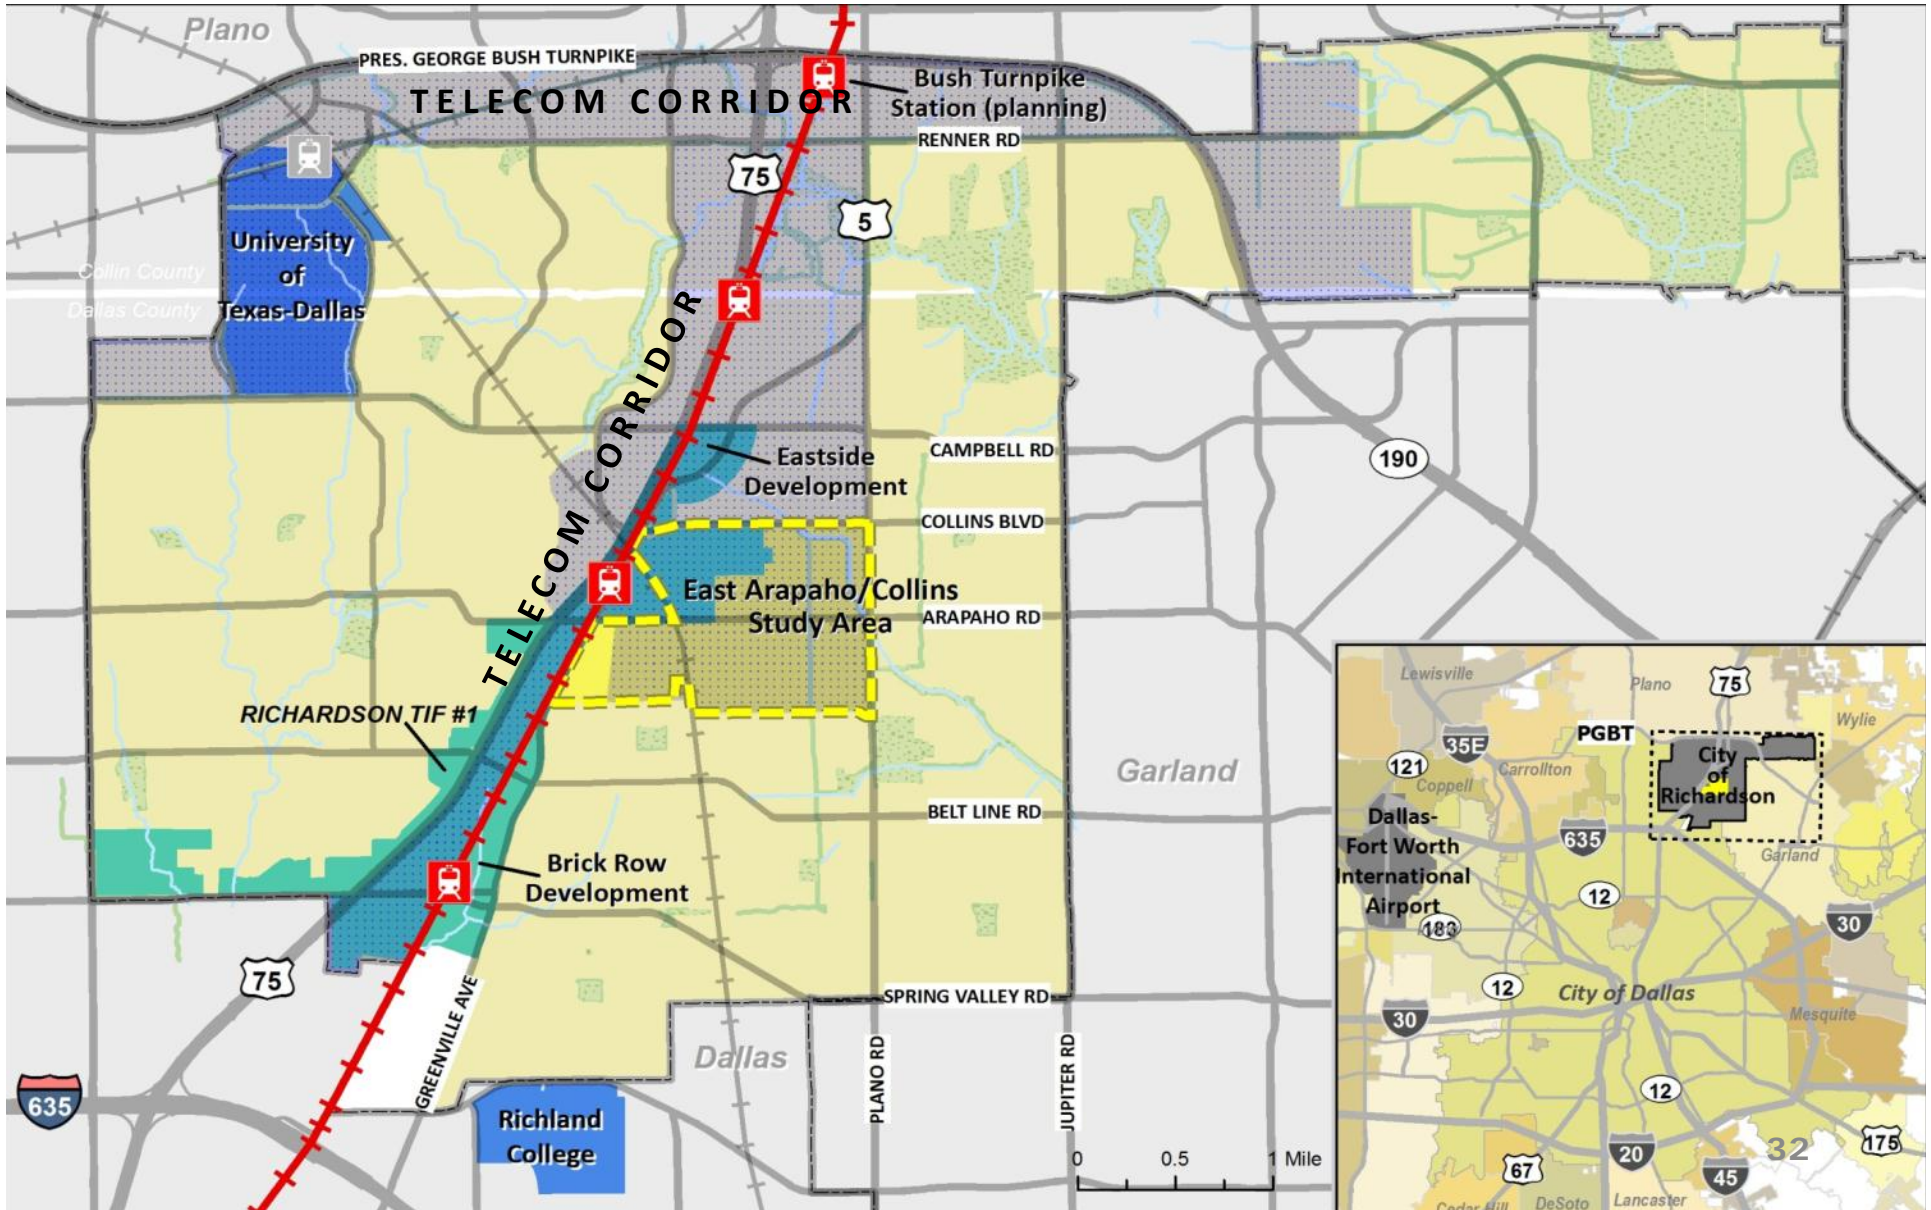 Plano
PRES. GEORGE BUSH TURNPIKE
TELECOM CORRIDOR
Bush Turnpike
Station (planning)
RENNER RD
75
5
University
of
Texas-Dallas
Collin County
Dallas County
TELECOM CORRIDOR
CAMPBELL RD
190
Eastside
Development
COLLINS BLVD
East Arapaho/Collins
Study Area
ARAPAHO RD
RICHARDSON TIF #1
Garland
BELT LINE RD
Brick Row
Development
75
GREENVILLE AVE
SPRING VALLEY RD
Dallas
PLANO RD
JUPITER RD
635
Richland
College
0 0.5 1 Mile
Lewisville
Plano
75
Wylie
PGBT
35E
City
of
Richardson
121
Carrollton
Coppell
Dallas-
Fort Worth
International
Airport
635
Garland
12
183
30
12
City of Dallas
30
Mesquite
12
32
175
20
67
45
Cedar Hill
DeSoto
Lancaster